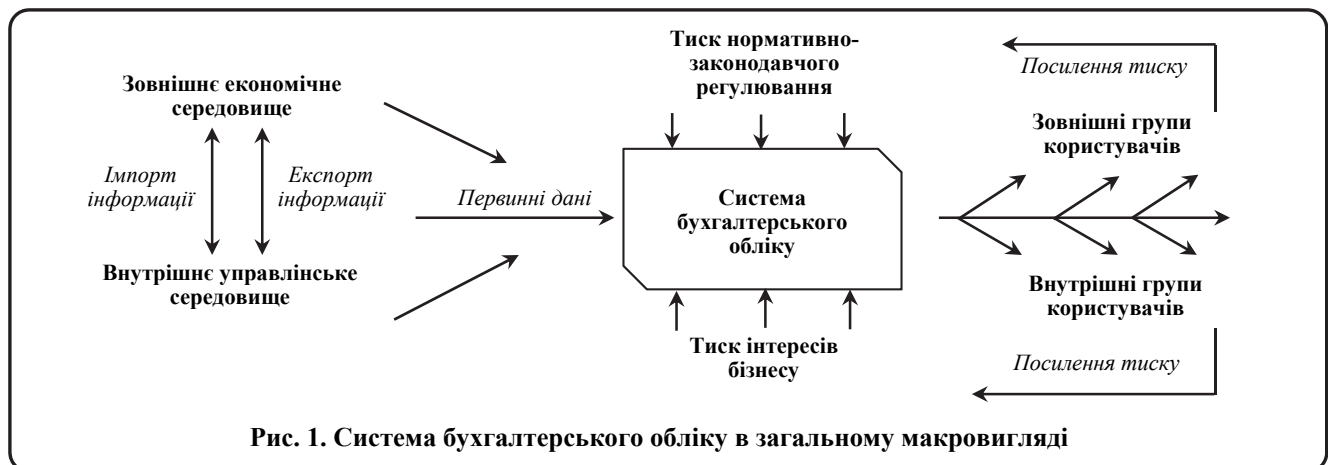 Зовнішнє економічне
середовище
Імпорт
інформації
Експорт
інформації
Внутрішнє управлінське
середовище
Первинні дані
Тиск нормативно-
законодавчого
регулювання
Система
бухгалтерського
обліку
Тиск інтересів
бізнесу
Посилення тиску
Зовнішні групи
користувачів
Внутрішні групи
користувачів
Посилення тиску
Рис. 1. Система бухгалтерського обліку в загальному макровигляді